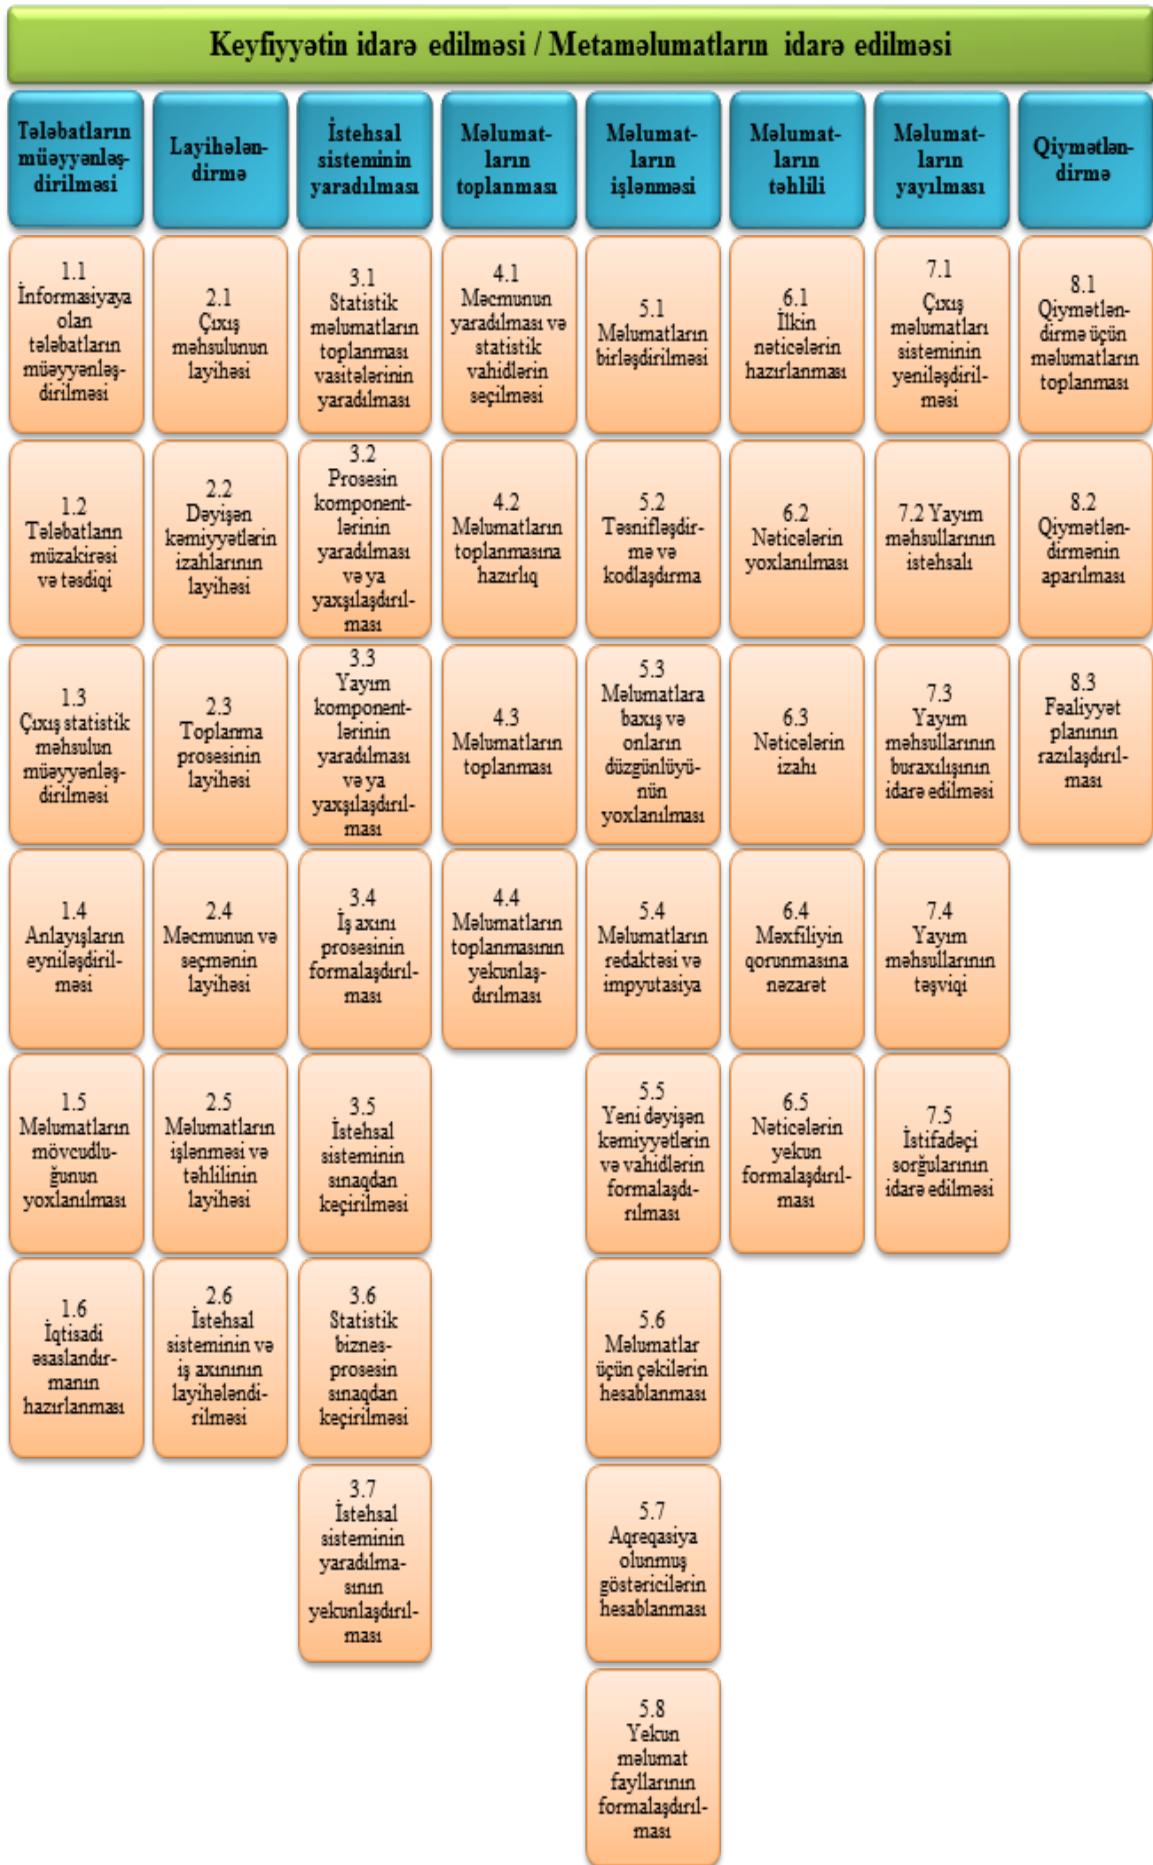 Keyfiyyətin idarə edilməsi / Metaməlumatların idarə edilməsi
Tələbatların
müəyyənləş-
dirilməsi
Layihələn-
dirmə
İstehsal
sisteminin
yaradılması
Məlumat-
ların
toplanması
Məlumat-
ların
işlənməsi
Məlumat-
ların
təhlili
Məlumat-
ların
yayılması
Qiymətlən-
dirmə
1.1
İnformasiyaya
olan
tələbatların
müəyyənləş-
dirilməsi
2.1
Çıxış
məhsulunun
layihəsi
3.1
Statistik
məlumatların
toplanması
vasitələrinin
yaradılması
4.1
Məcmunun
yaradılması və
statistik
vahidlərin
seçilməsi
5.1
Məlumatların
birləşdirilməsi
6.1
İlkin
nəticələrin
hazırlanması
7.1
Çıxış
məlumatları
sisteminin
yeniləşdiril-
məsi
8.1
Qiymətlən-
dirmə üçün
məlumatların
toplanması
1.2
Tələbatların
müzakirəsi
və təsdiqi
2.2
Dəyişən
kəmiyyətlərin
izahlarının
layihəsi
3.2
Prosesin
komponent-
lərinin
yaradılması
və ya
yaxşılaşdırıl-
ması
4.2
Məlumatların
toplanmasına
hazırlıq
5.2
Təsnifləşdir-
mə və
kodlaşdırma
6.2
Nəticələrin
yoxlanılması
7.2 Yayım
məhsullarının
istehsalı
8.2
Qiymətlən-
dirmənin
aparılması
1.3
Çıxış statistik
məhsulun
müəyyənləş-
dirilməsi
2.3
Toplanma
prosesinin
layihəsi
3.3
Yayım
komponent-
lərinin
yaradılması
və ya
yaxşılaşdırıl-
ması
4.3
Məlumatların
toplanması
5.3
Məlumatlara
baxış və
onların
düzgünlüyü-
nün
yoxlanılması
6.3
Nəticələrin
izahı
7.3
Yayım
məhsullarının
buraxılışının
idarə edilməsi
8.3
Fəaliyyət
planının
razılaşdırıl-
ması
1.4
Anlayışların
eyniləşdiril-
məsi
2.4
Məcmunun və
seçmənin
layihəsi
3.4
İş axını
prosesinin
formalaşdırıl-
ması
4.4
Məlumatların
toplanmasının
yekunlaş-
dırılması
5.4
Məlumatların
redaktəsi və
impyutasiya
6.4
Məxfiliyin
qorunmasına
nəzarət
7.4
Yayım
məhsullarının
təşviqi
1.5
Məlumatların
mövcudlu-
ğunun
yoxlanılması
2.5
Məlumatların
işlənməsi və
təhlilinin
layihəsi
3.5
İstehsal
sisteminin
sınaqdan
keçirilməsi
5.5
Yeni dəyişən
kəmiyyətlərin
və vahidlərin
formalaşdı-
rılması
6.5
Nəticələrin
yekun
formalaşdırıl-
ması
7.5
İstifadəçi
sorğularının
idarə edilməsi
1.6
İqtisadi
əsaslandır-
manın
hazırlanması
2.6
İstehsal
sisteminin və
iş axınının
layihələndi-
rilməsi
3.6
Statistik
biznes-
prosesin
sınaqdan
keçirilməsi
5.6
Məlumatlar
üçün çəkilərin
hesablanması
3.7
İstehsal
sisteminin
yaradılma-
sının
yekunlaşdırıl-
ması
5.7
Aqreqasiya
olunmuş
göstəricilərin
hesablanması
5.8
Yekun
məlumat
fayllarının
formalaşdırıl-
ması